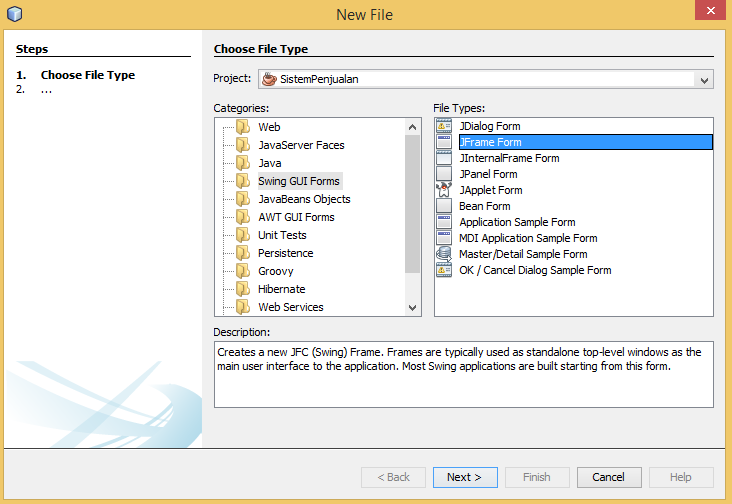 New File
Steps
1. Choose File Type
2. ...
Choose File Type
Project: SistemPenjualan
Categories:
Web
JavaServer Faces
Java
Swing GUI Forms
JavaBeans Objects
AWT GUI Forms
Unit Tests
Persistence
Groovy
Hibernate
Web Services
File Types:
JDialog Form
JFrame Form
JInternalFrame Form
JPanel Form
JApplet Form
Bean Form
Application Sample Form
MDI Application Sample Form
Master/Detail Sample Form
OK / Cancel Dialog Sample Form
Description:
Creates a new JFC (Swing) Frame. Frames are typically used as standalone top-level windows as the
main user interface to the application. Most Swing applications are built starting from this form.
< Back Next > Finish Cancel Help